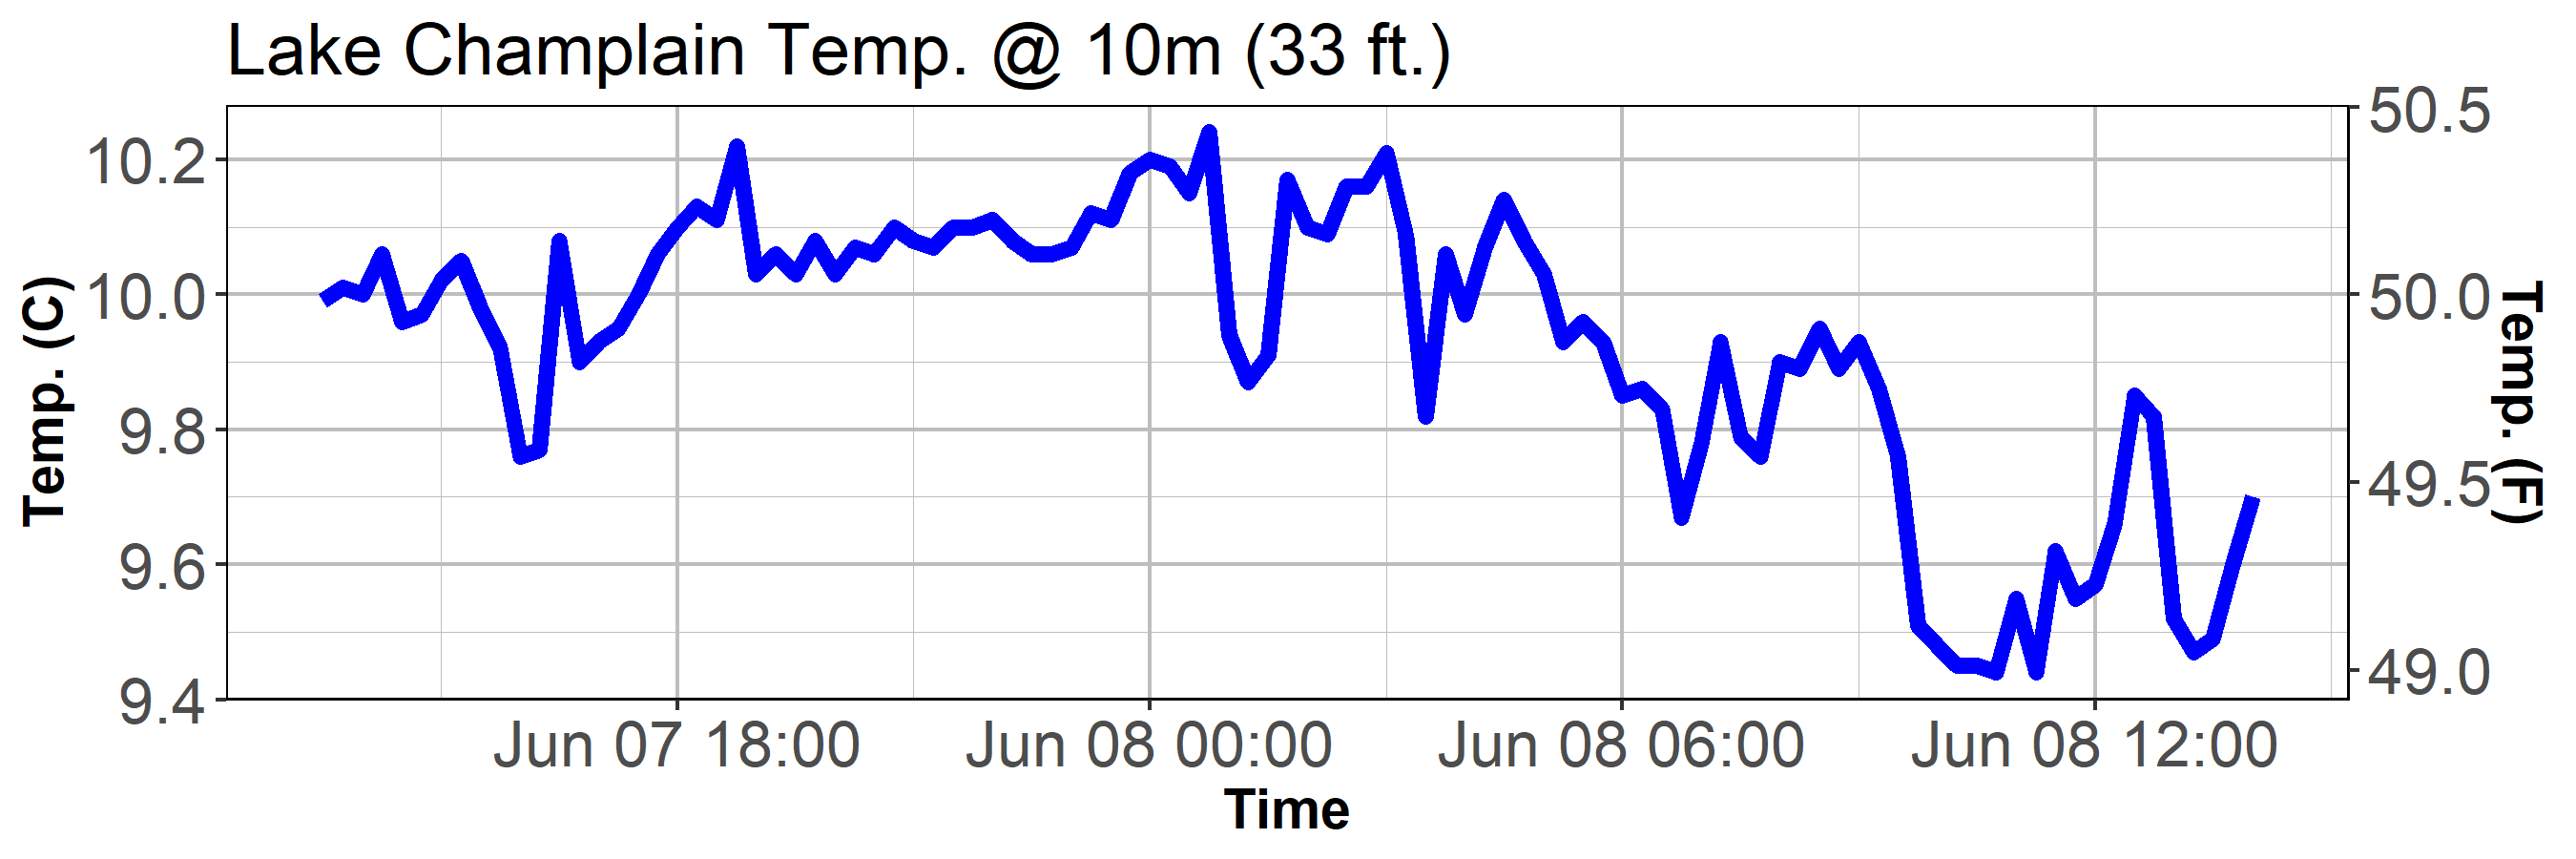 Lake Champlain Temp. @ 10m (33 ft.)
Temp. (C)
10.2
10.0
9.8
9.6
9.4
50.5
50.0
49.5
49.0
Temp. (F)
Jun 07 18:00 Jun 08 00:00 Jun 08 06:00 Jun 08 12:00
Time